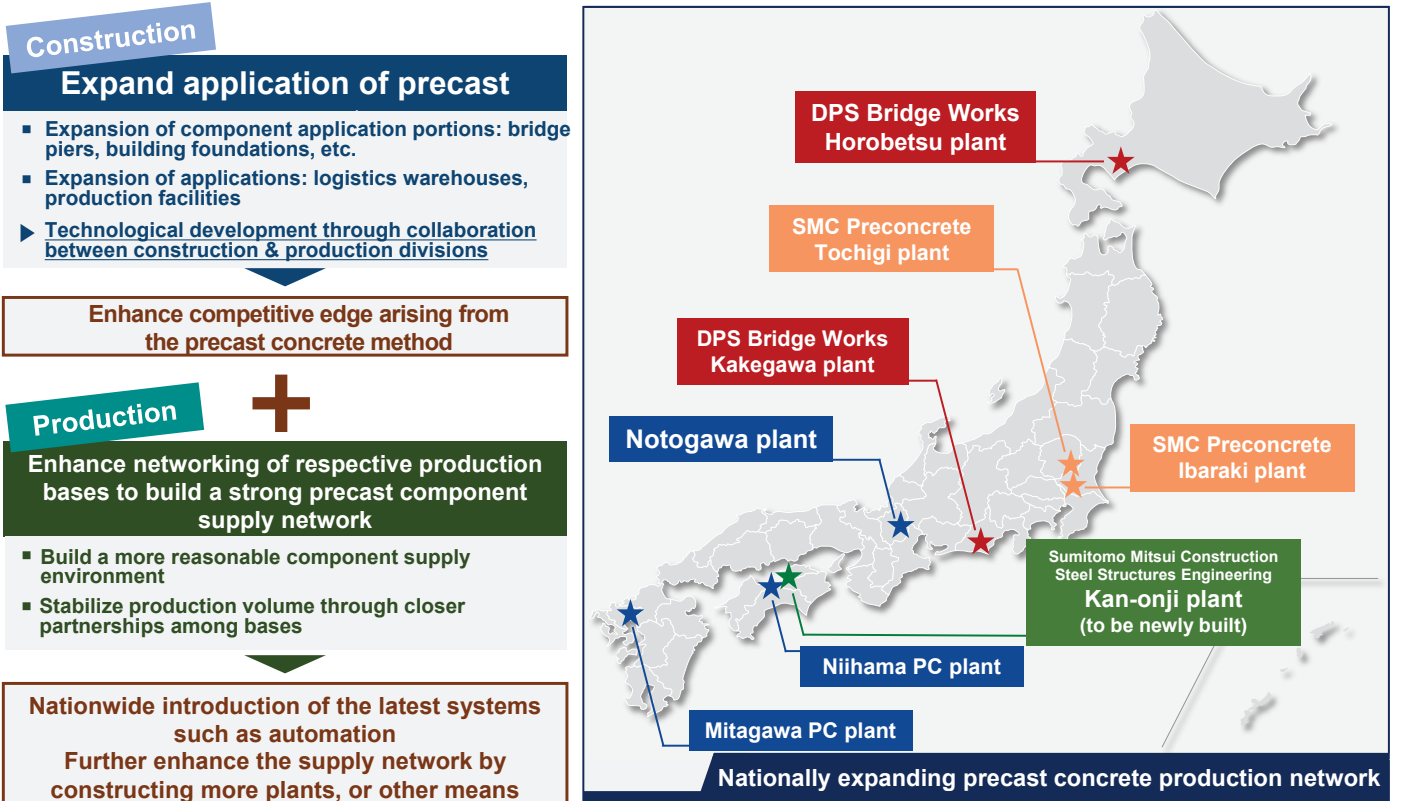 Construction
Expand application of precast
▪ Expansion of component application portions: bridge
piers, building foundations, etc.
▪ Expansion of applications: logistics warehouses,
production facilities
▶ Technological development through collaboration
between construction & production divisions
Enhance competitive edge arising from
the precast concrete method
+
Production
Enhance networking of respective production
bases to build a strong precast component
supply network
▪ Build a more reasonable component supply
environment
▪ Stabilize production volume through closer
partnerships among bases
Nationwide introduction of the latest systems
such as automation
Further enhance the supply network by
constructing more plants, or other means
DPS Bridge Works
Horobetsu plant
SMC Preconcrete
Tochigi plant
DPS Bridge Works
Kakegawa plant
Notogawa plant
SMC Preconcrete
Ibaraki plant
Sumitomo Mitsui Construction
Steel Structures Engineering
Kan-onji plant
(to be newly built)
Niihama PC plant
Mitagawa PC plant
Nationally expanding precast concrete production network